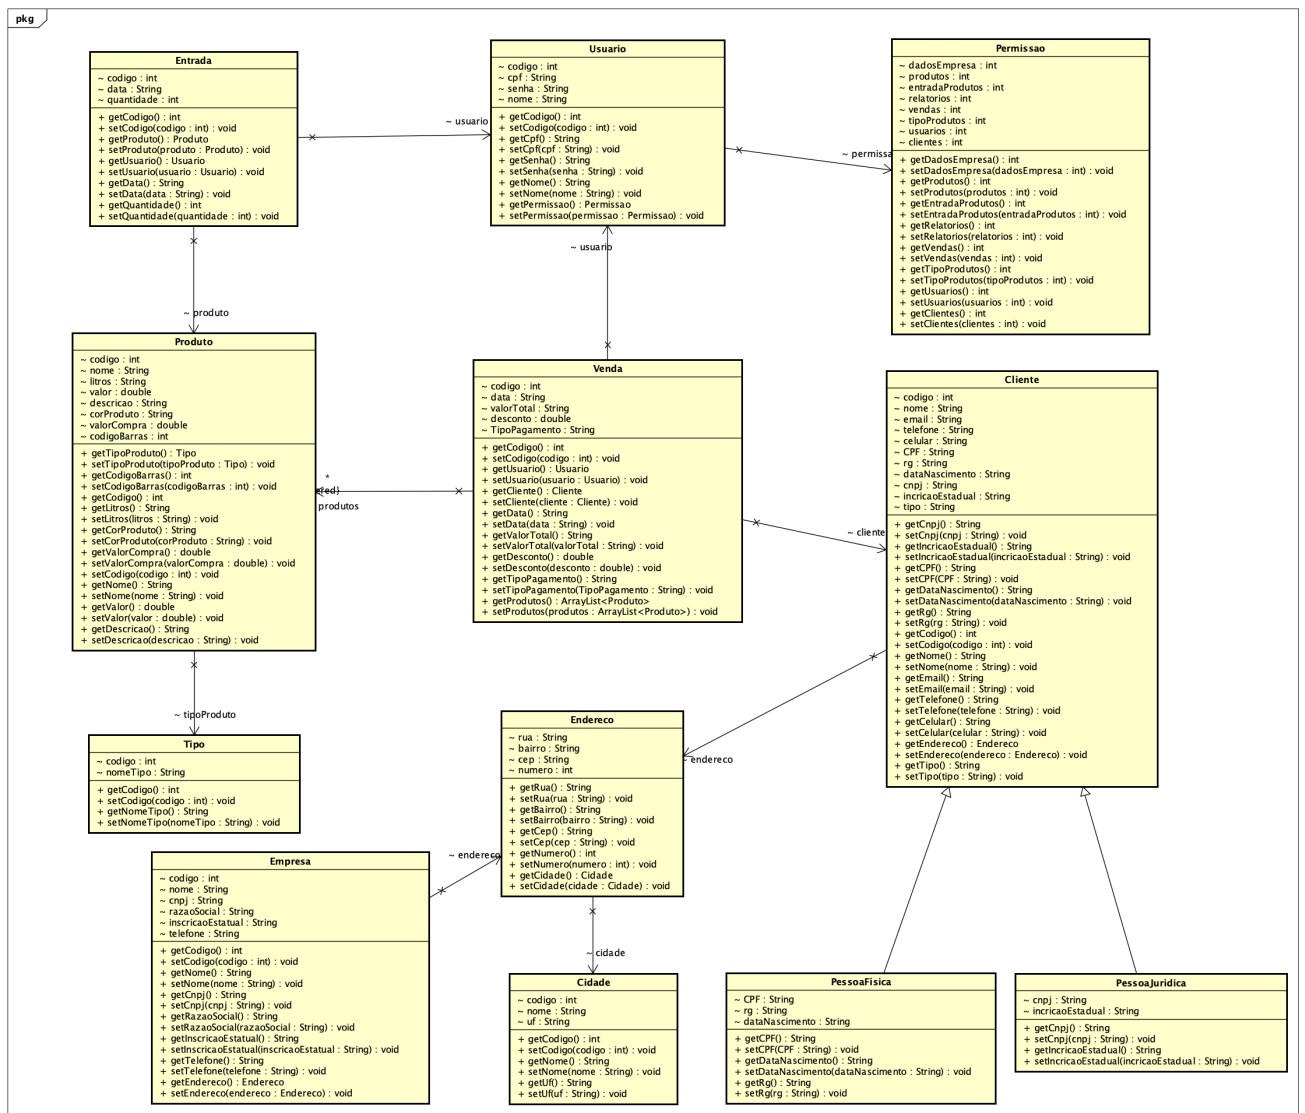 pkg
Entrada
~ codigo : int
~ data : String
~ quantidade : int
+ getCodigo() : int
+ setCodigo(codigo : int) : void
+ getProduto() : Produto
+ setProduto(produto : Produto) : void
+ getUsuario() : Usuario
+ setUsuario(usuario : Usuario) : void
+ getData() : String
+ setData(data : String) : void
+ getQuantidade() : int
+ setQuantidade(quantidade : int) : void
~ usuario
Usuario
~ codigo : int
~ cpf : String
~ senha : String
~ nome : String
+ getCodigo() : int
+ setCodigo(codigo : int) : void
+ getCpf() : String
+ setCpf(cpf : String) : void
+ getSenha() : String
+ setSenha(senha : String) : void
+ getNome() : String
+ setNome(nome : String) : void
+ getPermissao() : Permissao
+ setPermissao(permissao : Permissao) : void
~ permissa
Permissao
~ dadosEmpresa : int
~ produtos : int
~ entradaProdutos : int
~ relatorios : int
~ vendas : int
~ tipoProdutos : int
~ usuarios : int
~ clientes : int
+ getDadosEmpresa() : int
+ setDadosEmpresa(dadosEmpresa : int) : void
+ getProdutos() : int
+ setProdutos(produtos : int) : void
+ getEntradaProdutos() : int
+ setEntradaProdutos(entradaProdutos : int) : void
+ getRelatorios() : int
+ setRelatorios(relatorios : int) : void
+ getVendas() : int
+ setVendas(vendas : int) : void
+ getTipoProdutos() : int
+ setTipoProdutos(tipoProdutos : int) : void
+ getUsuarios() : int
+ setUsuarios(usuarios : int) : void
+ getClientes() : int
+ setClientes(clientes : int) : void
~ usuario
~ produto
Produto
~ codigo : int
~ nome : String
~ litros : String
~ valor : double
~ descricao : String
~ corProduto : String
~ valorCompra : double
~ codigoBarras : int
+ getTipoProduto() : Tipo
+ setTipoProduto(tipoProduto : Tipo) : void
+ getCodigoBarras() : int
+ setCodigoBarras(codigoBarras : int) : void
+ getCodigo() : int
+ getLitros() : String
+ setLitros(litros : String) : void
+ getCorProduto() : String
+ setCorProduto(corProduto : String) : void
+ getValorCompra() : double
+ setValorCompra(valorCompra : double) : void
+ setCodigo(codigo : int) : void
+ getNome() : String
+ setNome(nome : String) : void
+ getValor() : double
+ setValor(valor : double) : void
+ getDescricao() : String
+ setDescricao(descricao : String) : void
*
produtos
Venda
~ codigo : int
~ data : String
~ valorTotal : String
~ desconto : double
~ TipoPagamento : String
+ getCodigo() : int
+ setCodigo(codigo : int) : void
+ getUsuario() : Usuario
+ setUsuario(usuario : Usuario) : void
+ getCliente() : Cliente
+ setCliente(cliente : Cliente) : void
+ getData() : String
+ setData(data : String) : void
+ getValorTotal() : String
+ setValorTotal(valorTotal : String) : void
+ getDesconto() : double
+ setDesconto(desconto : double) : void
+ getTipoPagamento() : String
+ setTipoPagamento(TipoPagamento : String) : void
+ getProdutos() : ArrayList<Produto>
+ setProdutos(produtos : ArrayList<Produto>) : void
~ cliente
Cliente
~ codigo : int
~ nome : String
~ email : String
~ telefone : String
~ celular : String
~ CPF : String
~ rg : String
~ dataNascimento : String
~ cnpj : String
~ incricaoEstadual : String
~ tipo : String
+ getCnpj() : String
+ setCnpj(cnpj : String) : void
+ getIncricaoEstadual() : String
+ setIncricaoEstadual(incricaoEstadual : String) : void
+ getCPF() : String
+ setCPF(CPF : String) : void
+ getDataNascimento() : String
+ setDataNascimento(dataNascimento : String) : void
+ getRg() : String
+ setRg(rg : String) : void
+ getCodigo() : int
+ setCodigo(codigo : int) : void
+ getNome() : String
+ setNome(nome : String) : void
+ getEmail() : String
+ setEmail(email : String) : void
+ getTelefone() : String
+ setTelefone(telefone : String) : void
+ getCelular() : String
+ setCelular(celular : String) : void
+ getEndereco() : Endereco
+ setEndereco(endereco : Endereco) : void
+ getTipo() : String
+ setTipo(tipo : String) : void
~ tipoProduto
Tipo
~ codigo : int
~ nomeTipo : String
+ getCodigo() : int
+ setCodigo(codigo : int) : void
+ getNomeTipo() : String
+ setNomeTipo(nomeTipo : String) : void
Endereco
~ rua : String
~ bairro : String
~ cep : String
~ numero : int
+ getRua() : String
+ setRua(rua : String) : void
+ getBairro() : String
+ setBairro(bairro : String) : void
+ getCep() : String
+ setCep(cep : String) : void
+ getNumero() : int
+ setNumero(numero : int) : void
+ getCidade() : Cidade
+ setCidade(cidade : Cidade) : void
~ endereco
~ endereco
Empresa
~ codigo : int
~ nome : String
~ cnpj : String
~ razaoSocial : String
~ inscricaoEstatual : String
~ telefone : String
+ getCodigo() : int
+ setCodigo(codigo : int) : void
+ getNome() : String
+ setNome(nome : String) : void
+ getCnpj() : String
+ setCnpj(cnpj : String) : void
+ getRazaoSocial() : String
+ setRazaoSocial(razaoSocial : String) : void
+ getInscricaoEstatual() : String
+ setInscricaoEstatual(inscricaoEstatual : String) : void
+ getTelefone() : String
+ setTelefone(telefone : String) : void
+ getEndereco() : Endereco
+ setEndereco(endereco : Endereco) : void
~ cidade
Cidade
~ codigo : int
~ nome : String
~ uf : String
+ getCodigo() : int
+ setCodigo(codigo : int) : void
+ getNome() : String
+ setNome(nome : String) : void
+ getUf() : String
+ setUf(uf : String) : void
PessoaFisica
~ CPF : String
~ rg : String
~ dataNascimento : String
+ getCPF() : String
+ setCPF(CPF : String) : void
+ getDataNascimento() : String
+ setDataNascimento(dataNascimento : String) : void
+ getRg() : String
+ setRg(rg : String) : void
PessoaJuridica
~ cnpj : String
~ incricaoEstadual : String
+ getCnpj() : String
+ setCnpj(cnpj : String) : void
+ getIncricaoEstadual() : String
+ setIncricaoEstadual(incricaoEstadual : String) : void